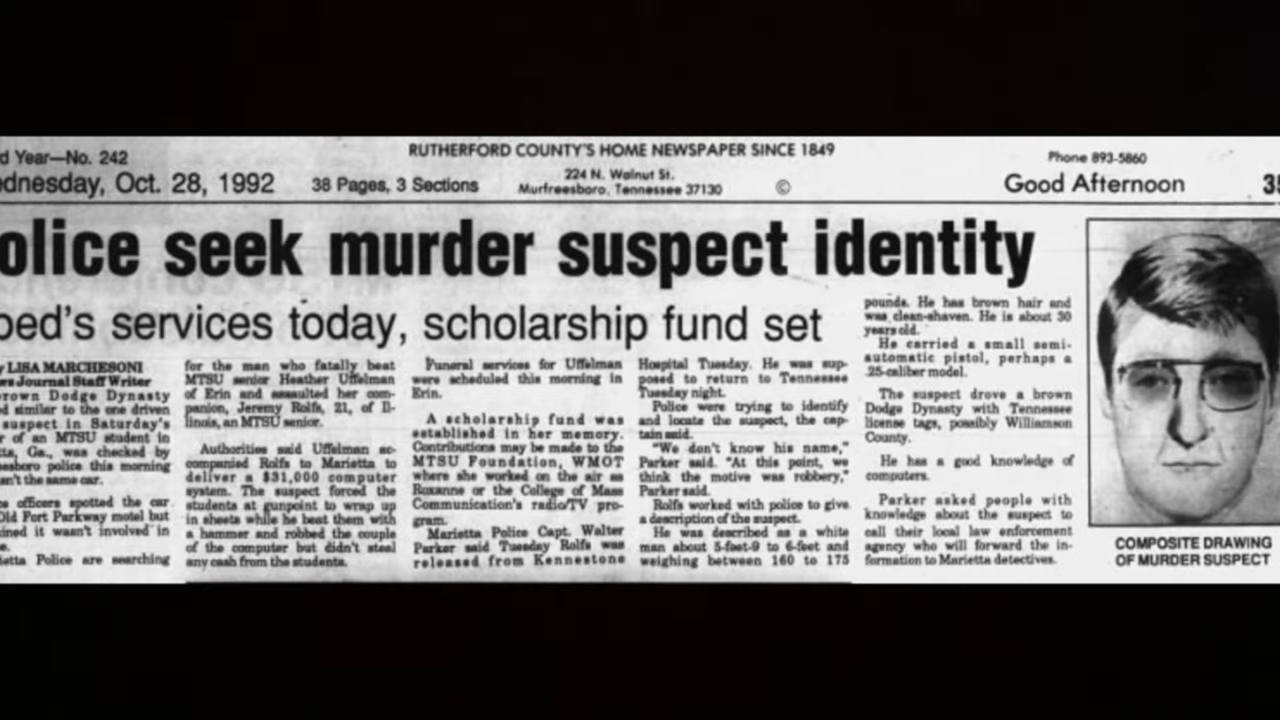 d Year—No. 242
ednesday, Oct. 28, 1992
38 Pages, 3 Sections
RUTHERFORD COUNTY'S HOME NEWSPAPER SINCE 1849
224 N. Walnut St.
Murfreesboro, Tennessee 37130
©
Phone 893-5860
Good Afternoon
35
olice seek murder suspect identity
ped's services today, scholarship fund set
y LISA MARCHESONI
ws Journal Staff Writer
rown Dodge Dynasty
d similar to the one driven
suspect in Saturday's
r of an MTSU student in
tta, Ga., was checked by
esboro police this morning
an't the same car.
e officers spotted the car
Old Fort Parkway motel but
ined it wasn't involved in
e.
ietta Police are searching
for the man who fatally beat
MTSU senior Heather Uffelman
of Erin and assaulted her com-
panion, Jeremy Rolfs, 21, of Il-
linois, an MTSU senior.
Authorities said Uffelman ac-
companied Rolfs to Marietta to
deliver a $31,000 computer
system. The suspect forced the
students at gunpoint to wrap up
in sheets while he beat them with
a hammer and robbed the couple
of the computer but didn't steal
any cash from the students.
Funeral services for Uffelman
were scheduled this morning in
Erin.
A scholarship fund was
established in her memory.
Contributions may be made to the
MTSU Foundation, WMOT
where she worked on the air as
Roxanne or the College of Mass
Communication's radio/TV pro-
gram.
Marietta Police Capt. Walter
Parker said Tuesday Rolfs was
released from Kennestone
Hospital Tuesday. He was sup-
posed to return to Tennessee
Tuesday night.
Police were trying to identify
and locate the suspect, the cap-
tain said.
"We don't know his name,"
Parker said. "At this point, we
think the motive was robbery,"
Parker said.
Rolfs worked with police to give
a description of the suspect.
He was described as a white
man about 5-feet-9 to 6-feet and
weighing between 160 to 175
pounds. He has brown hair and
was clean-shaven. He is about 30
years old.
He carried a small semi-
automatic pistol, perhaps a
.25-caliber model.
The suspect drove a brown
Dodge Dynasty with Tennessee
license tags, possibly Williamson
County.
He has a good knowledge of
computers.
Parker asked people with
knowledge about the suspect to
call their local law enforcement
agency who will forward the in-
formation to Marietta detectives.
COMPOSITE DRAWING
OF MURDER SUSPECT